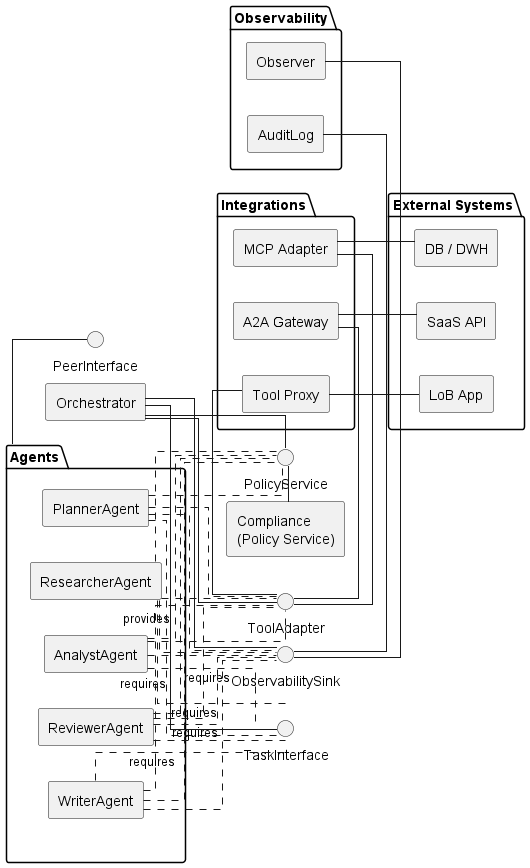 Observability
Observer
AuditLog
Integrations
External Systems
MCP Adapter
DB / DWH
A2A Gateway
SaaS API
Tool Proxy
LoB App
PeerInterface
Orchestrator
Agents
PolicyService
PlannerAgent
Compliance
(Policy Service)
ResearcherAgent
provides
ToolAdapter
AnalystAgent
requires
requires
ObservabilitySink
requires
ReviewerAgent
requires
TaskInterface
requires
WriterAgent